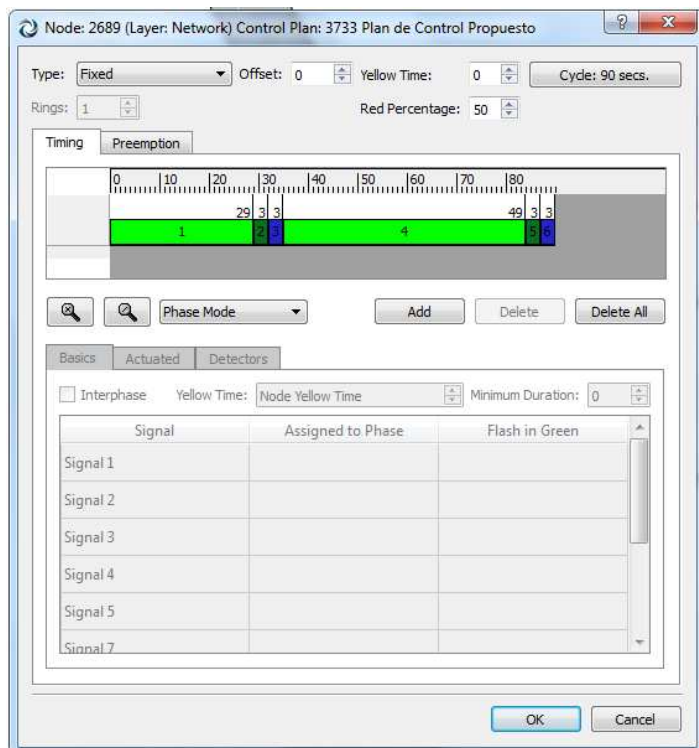 Node: 2689 (Layer: Network) Control Plan: 3733 Plan de Control Propuesto
Type: Fixed Offset: 0 Yellow Time: 0 Cycle: 90 secs.
Rings: 1 Red Percentage: 50
Timing Preemption
0 10 20 30 40 50 60 70 80
29 3 3 49 3 3
1 2 3 4 5 6
Phase Mode Add Delete Delete All
Basics Actuated Detectors
Interphase Yellow Time: Node Yellow Time Minimum Duration: 0
Signal Assigned to Phase Flash in Green
Signal 1
Signal 2
Signal 3
Signal 4
Signal 5
Signal 7
OK Cancel